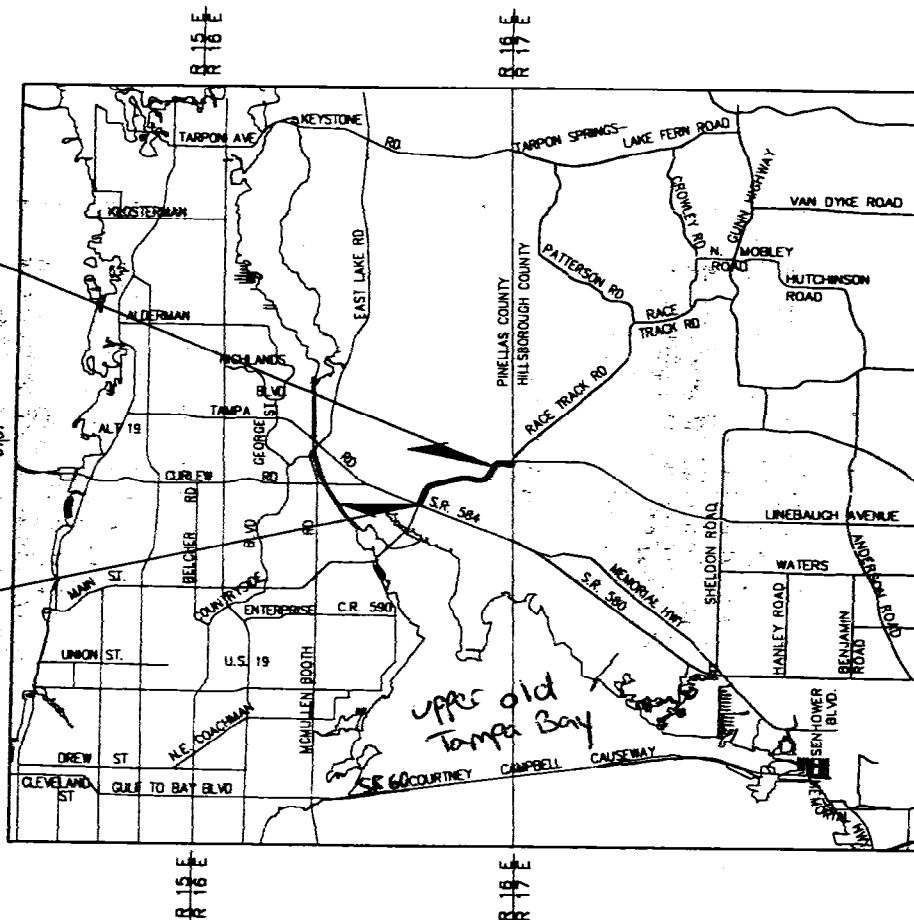 R 15 E
R 16 E
R 16 E
R 17 E
TARPON AVE
KEYSTONE
RD
TARPON SPRINGS-
LAKE FERN ROAD
KLOSTERMAN
EAST LAKE RD
CROWLEY RD
GUNN HIGHWAY
VAN DYKE ROAD
PATTERSON RD
N. MOBLEY
ROAD
HUTCHINSON
ROAD
ALDERMAN
PINELLAS COUNTY
HILLSBOROUGH COUNTY
RACE
TRACK RD
HIGHLANDS
BLVD
TAMPA
RD
GEORGE ST
ALT 19
RACE TRACK RD
CURLEW
RD
RD
BELCHER
S.R. 584
SHELDON ROAD
LINEBAUGH AVENUE
ANDERSON ROAD
MAIN ST.
BLVD
COUNTRYSIDE
RD
MEMORIAL HWY
WATERS
S.R. 580
ENTERPRISE
C.R. 590
HANLEY ROAD
BENJAMIN
ROAD
UNION ST.
U.S. 19
MCMULLEN BOOTH
upper old
Tampa Bay
N.E. COACHMAN
BLVD.
DREW ST
CLEVELAND
ST
GULF TO BAY BLVD
SR 60 COURTNEY CAMPBELL CAUSEWAY
R 15 E
R 16 E
R 16 E
R 17 E